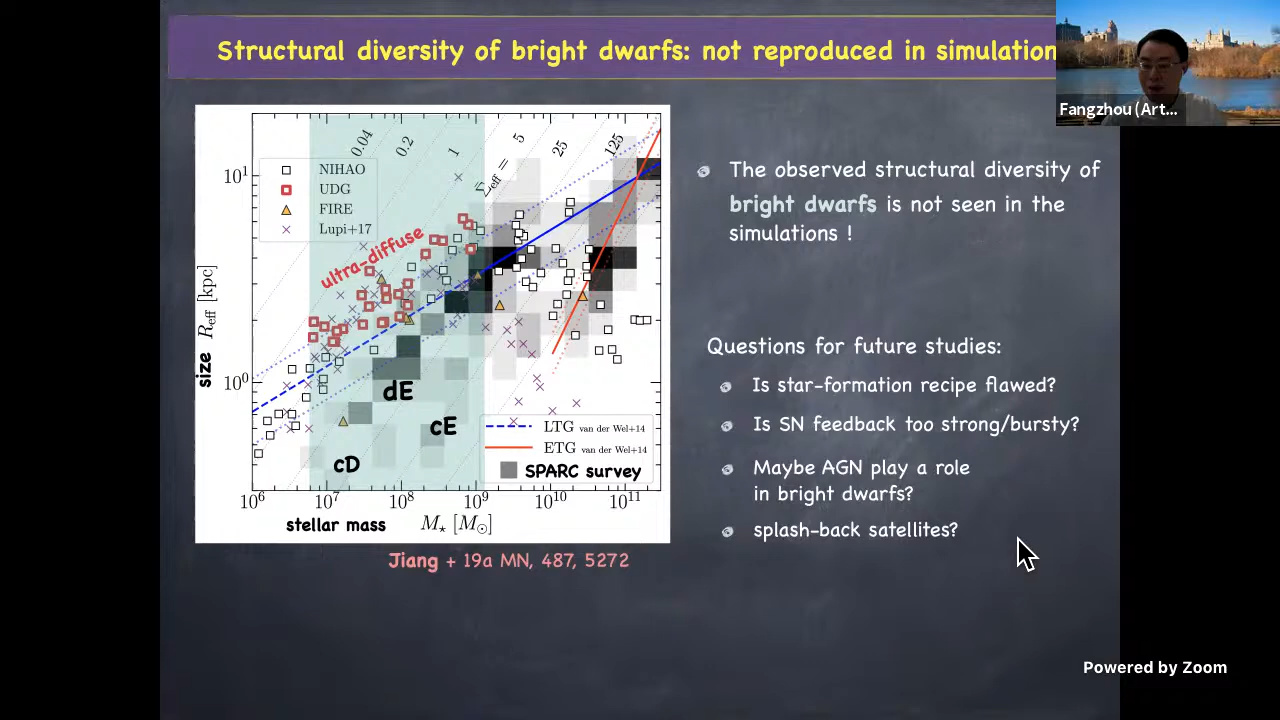 Structural diversity of bright dwarfs: not reproduced in simulation
Fangzhou (Art...
0.04
0.2
1
Σeff =
5
25
125
NIHAO
UDG
FIRE
Lupi+17
ultra-diffuse
10¹
10⁰
size Reff [kpc]
dE
cE
cD
LTG van der Wel+14
ETG van der Wel+14
SPARC survey
10⁶ 10⁷ 10⁸ 10⁹ 10¹⁰ 10¹¹
stellar mass M⋆ [M⊙]
Jiang + 19a MN, 487, 5272
The observed structural diversity of
bright dwarfs is not seen in the
simulations !
Questions for future studies:
Is star-formation recipe flawed?
Is SN feedback too strong/bursty?
Maybe AGN play a role
in bright dwarfs?
splash-back satellites?
Powered by Zoom